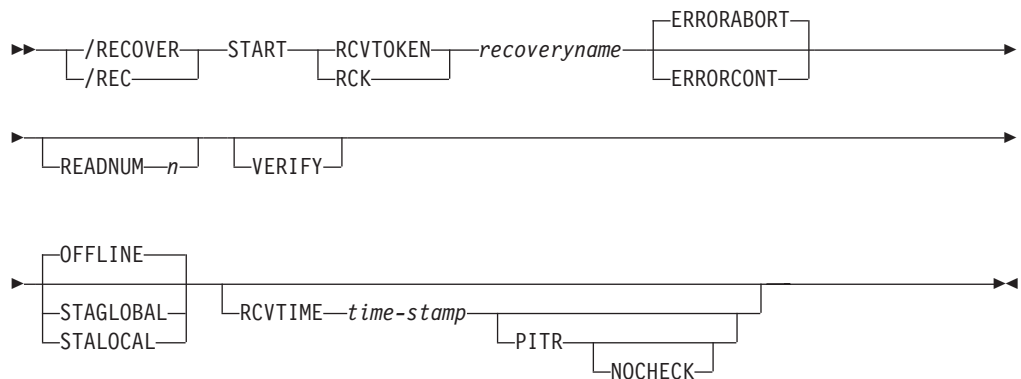 ERRORABORT
/RECOVER START RCVTOKEN recoveryname
/REC RCK ERRORCONT
READNUM n VERIFY
OFFLINE
STAGLOBAL RCVTIME time-stamp
STALOCAL PITR
NOCHECK